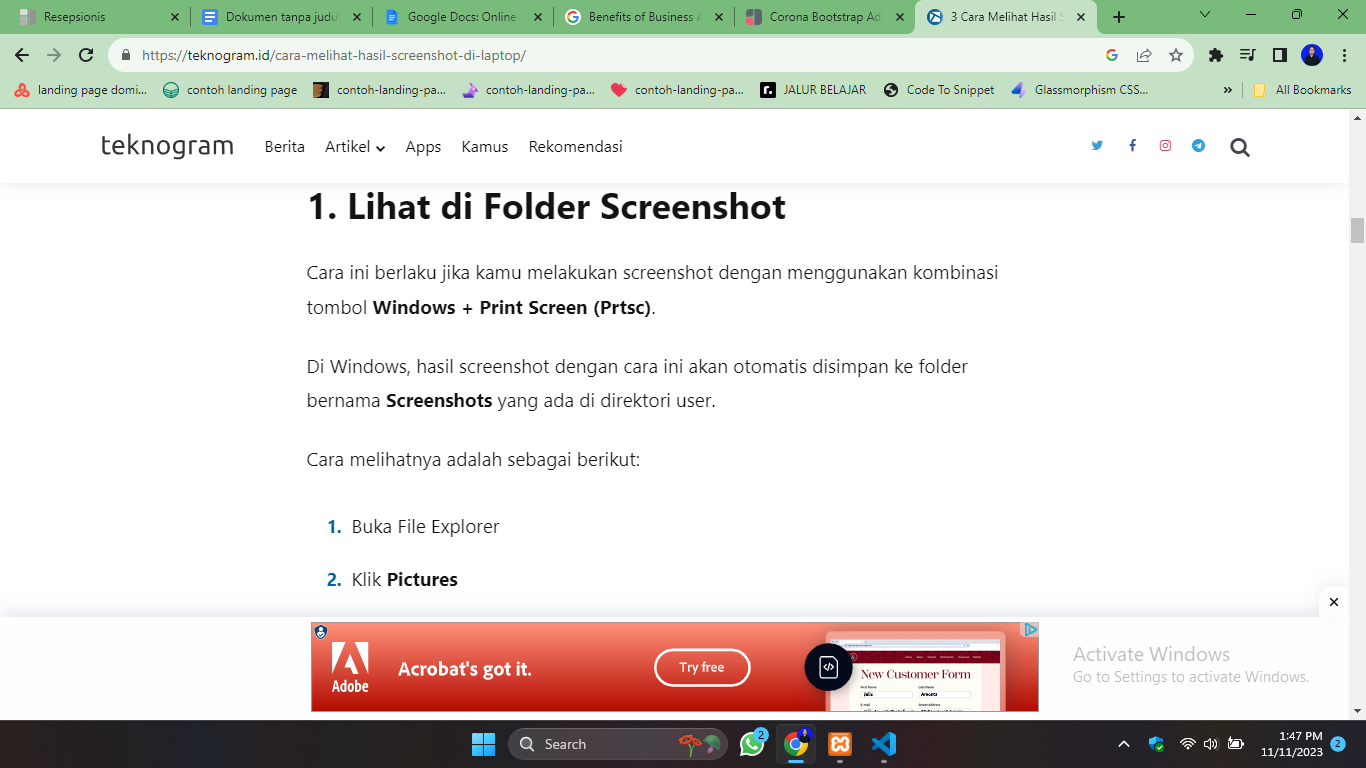 Resepsionis
Dokumen tanpa judul
Google Docs: Online
Benefits of Business A
Corona Bootstrap Ad
3 Cara Melihat Hasil S
https://teknogram.id/cara-melihat-hasil-screenshot-di-laptop/
landing page domi...
contoh landing page
contoh-landing-pa...
contoh-landing-pa...
contoh-landing-pa...
JALUR BELAJAR
Code To Snippet
Glassmorphism CSS...
»
All Bookmarks
teknogram
Berita
Artikel
Apps
Kamus
Rekomendasi
1. Lihat di Folder Screenshot
Cara ini berlaku jika kamu melakukan screenshot dengan menggunakan kombinasi
tombol Windows + Print Screen (Prtsc).
Di Windows, hasil screenshot dengan cara ini akan otomatis disimpan ke folder
bernama Screenshots yang ada di direktori user.
Cara melihatnya adalah sebagai berikut:
1. Buka File Explorer
2. Klik Pictures
Adobe
Acrobat's got it.
Try free
New Customer Form
First Name
Last Name
E-mail
Street Address
Activate Windows
Go to Settings to activate Windows.
Search
2
1:47 PM
11/11/2023
2